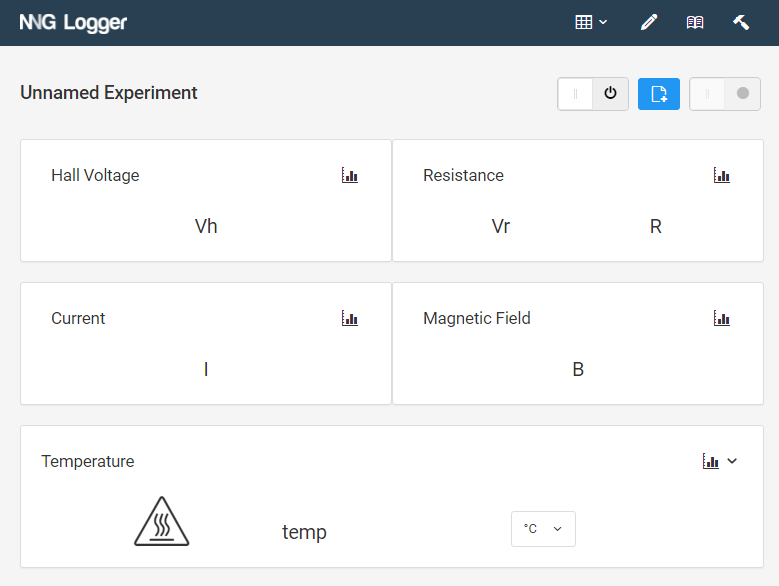 NNG Logger
Unnamed Experiment
Hall Voltage
Vh
Resistance
Vr R
Current
I
Magnetic Field
B
Temperature
temp
°C